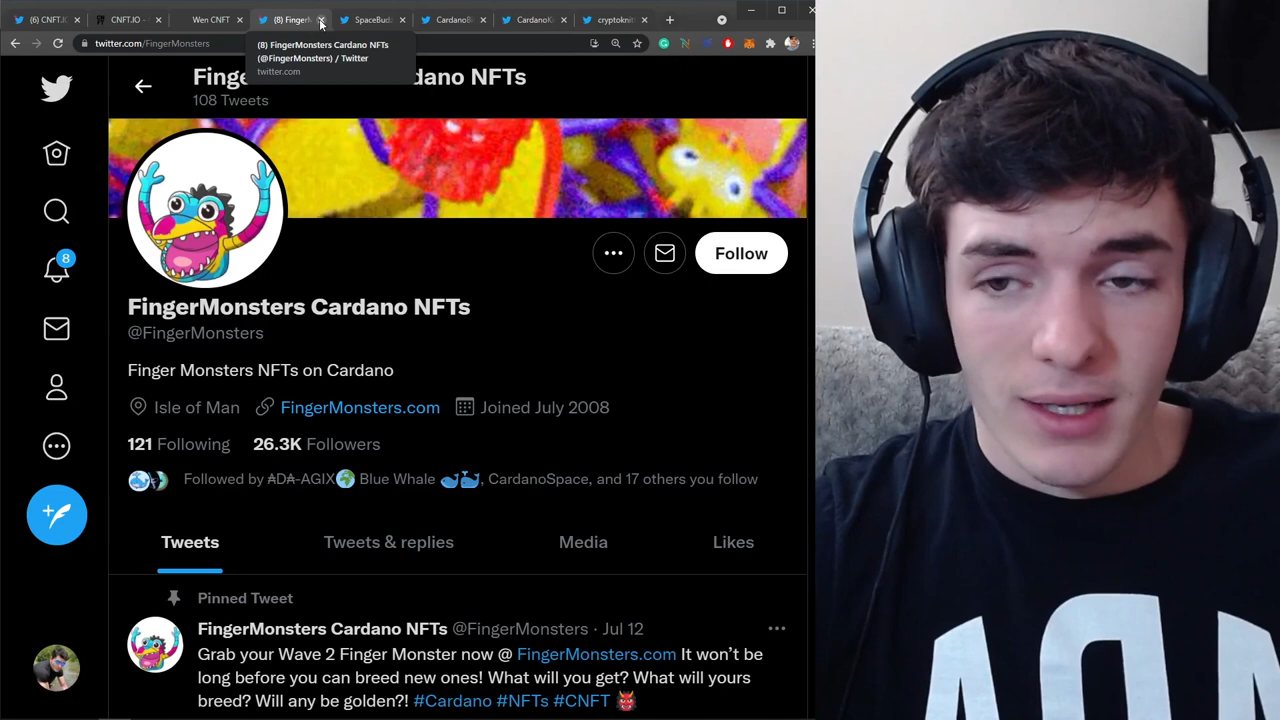 (6) CNFT.IO
CNFT.IO -
Wen CNFT
(8) FingerM
SpaceBuds
CardanoB
CardanoK
cryptoknit
twitter.com/FingerMonsters
(8) FingerMonsters Cardano NFTs
(@FingerMonsters) / Twitter
twitter.com
Finge
dano NFTs
108 Tweets
8
Follow
FingerMonsters Cardano NFTs
@FingerMonsters
Finger Monsters NFTs on Cardano
Isle of Man FingerMonsters.com Joined July 2008
121 Following 26.3K Followers
Followed by ₳D₳-AGIX🌍 Blue Whale 🐳🐋, CardanoSpace, and 17 others you follow
Tweets Tweets & replies Media Likes
Pinned Tweet
FingerMonsters Cardano NFTs @FingerMonsters · Jul 12
Grab your Wave 2 Finger Monster now @ FingerMonsters.com It won't be
long before you can breed new ones! What will you get? What will yours
breed? Will any be golden?! #Cardano #NFTs #CNFT 👹